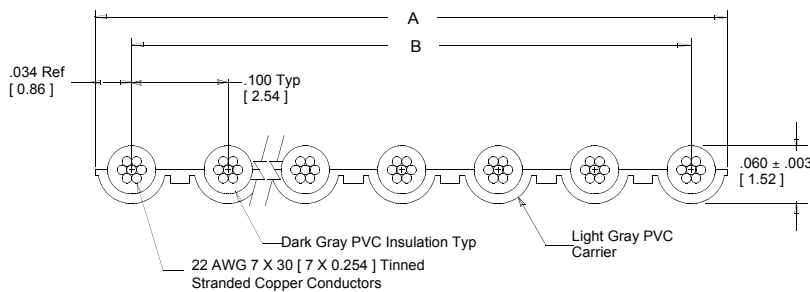 A
B
.034 Ref
[ 0.86 ]
.100 Typ
[ 2.54 ]
.060 ± .003
[ 1.52 ]
Dark Gray PVC Insulation Typ
Light Gray PVC
Carrier
22 AWG 7 X 30 [ 7 X 0.254 ] Tinned
Stranded Copper Conductors